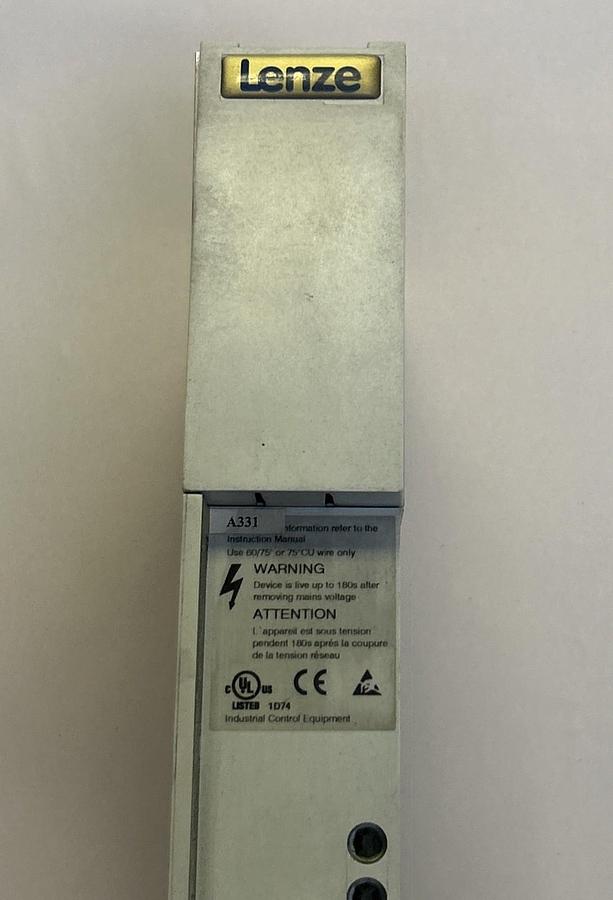 Lenze
A331 information refer to the
Instruction Manual
Use 60/75° or 75°CU wire only
WARNING
Device is live up to 180s after
removing mains voltage
ATTENTION
L`appareil est sous tension
pendent 180s aprés la coupure
de la tension réseau
c UL us CE
LISTED 1D74
Industrial Control Equipment